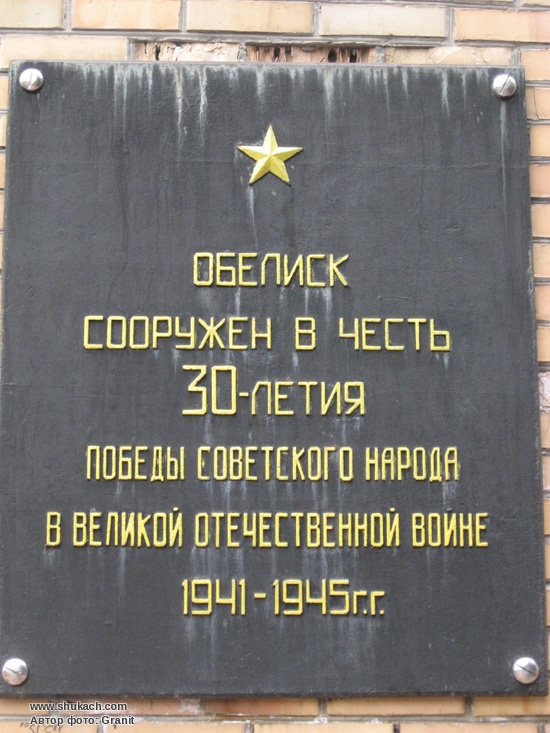 ОБЕЛИСК
СООРУЖЕН В ЧЕСТЬ
30-ЛЕТИЯ
ПОБЕДЫ СОВЕТСКОГО НАРОДА
В ВЕЛИКОЙ ОТЕЧЕСТВЕННОЙ ВОЙНЕ
1941-1945г.г.
www.shukach.com
Автор фото: Granit